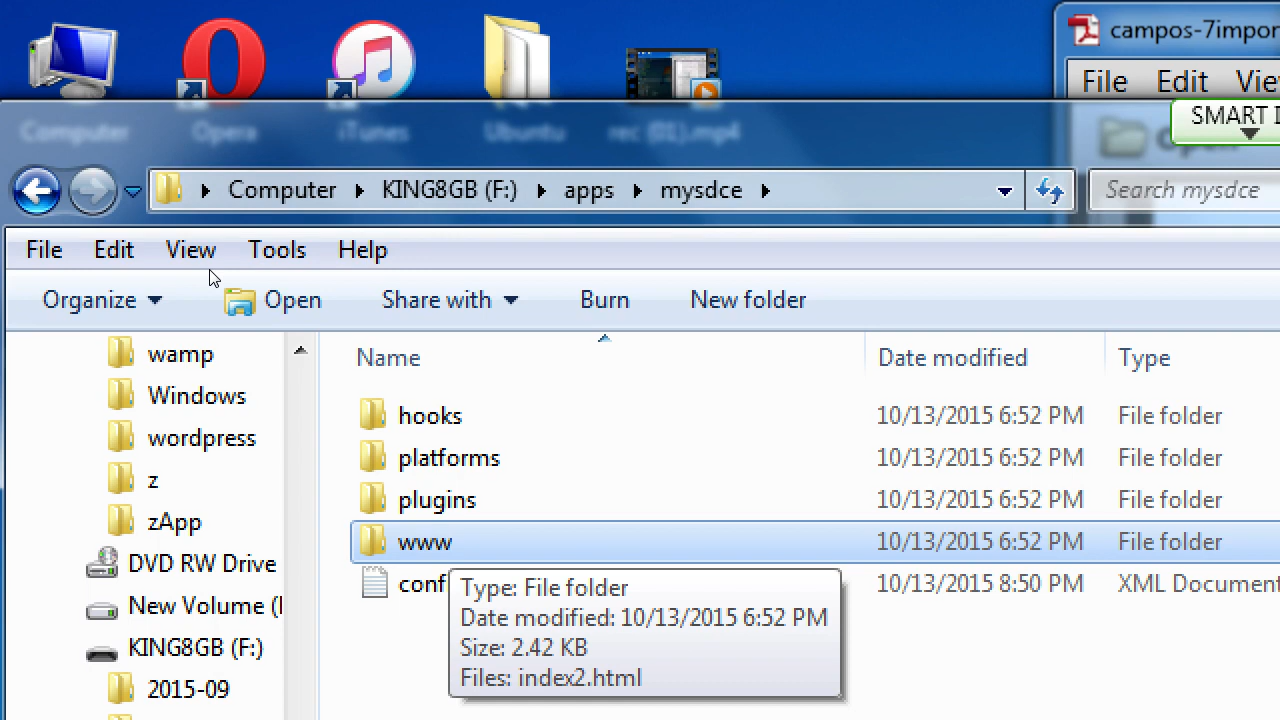 campos-7impor
File Edit Vie
SMART
Computer Opera iTunes Ubuntu rec (01).mp4
Open
Computer KING8GB (F:) apps mysdce
Search mysdce
File Edit View Tools Help
Organize Open Share with Burn New folder
Name Date modified Type
wamp
Windows
wordpress
z
zApp
DVD RW Drive
New Volume (
KING8GB (F:)
2015-09
hooks 10/13/2015 6:52 PM File folder
platforms 10/13/2015 6:52 PM File folder
plugins 10/13/2015 6:52 PM File folder
www 10/13/2015 6:52 PM File folder
conf 10/13/2015 8:50 PM XML Document
Type: File folder
Date modified: 10/13/2015 6:52 PM
Size: 2.42 KB
Files: index2.html